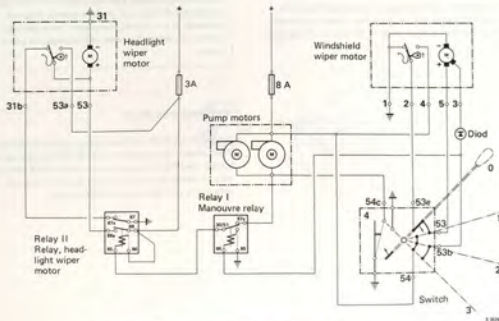 31
Headlight
wiper
motor
M
31b
53a
53
3A
8 A
Pump motors
M
M
Windshield
wiper motor
M
1
2
4
5
3
Diod
Relay II
Relay, head-
light wiper
motor
Relay I
Manouvre relay
54c
53e
4
53
53b
54
Switch
0
1
2
3